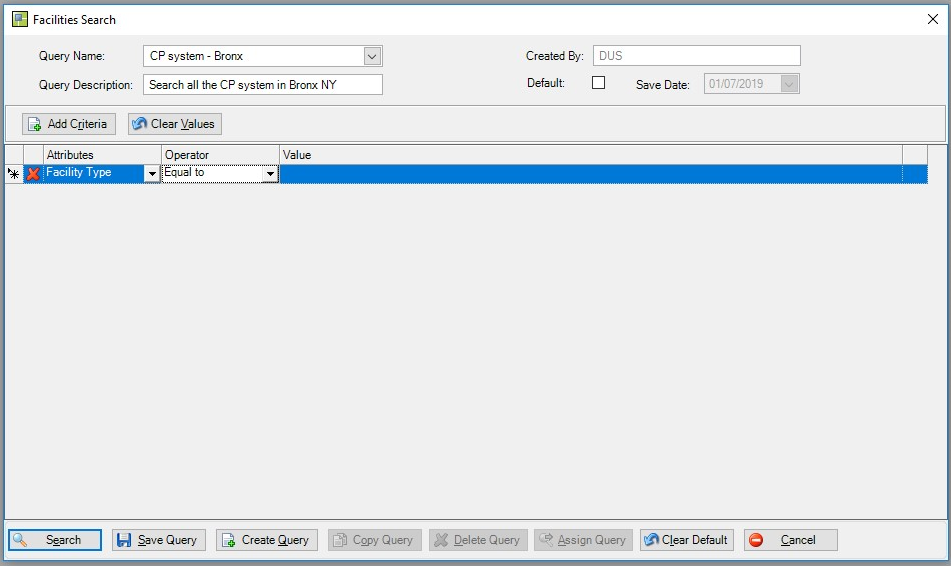 Facilities Search
Query Name: CP system - Bronx Created By: DUS
Query Description: Search all the CP system in Bronx NY Default: Save Date: 01/07/2019
Add Criteria Clear Values
Attributes Operator Value
Facility Type Equal to
Search Save Query Create Query Copy Query Delete Query Assign Query Clear Default Cancel